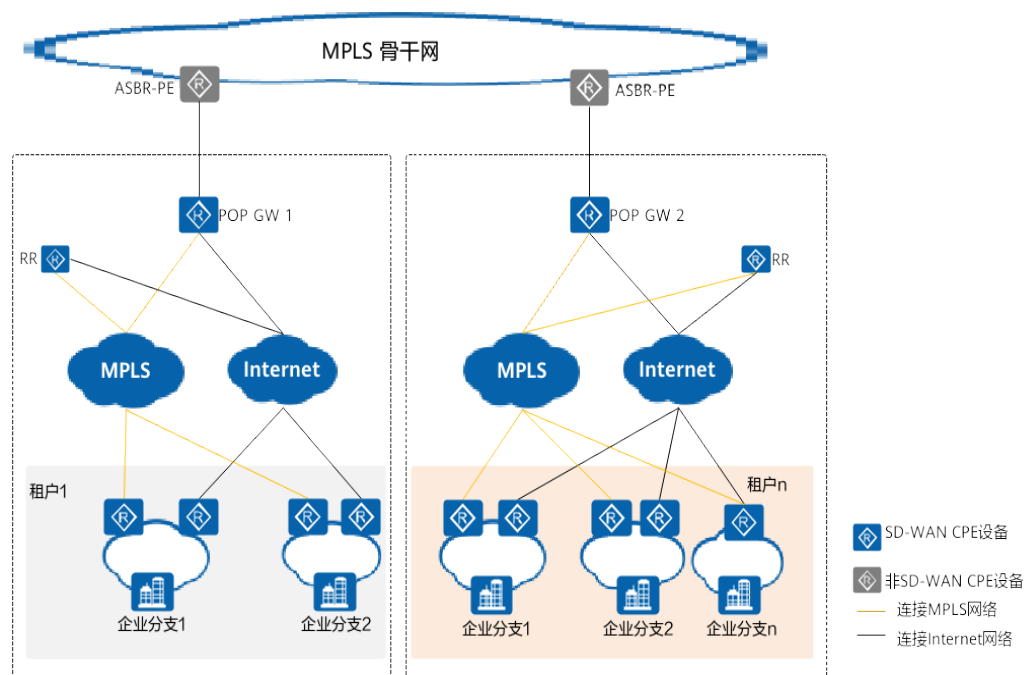 MPLS 骨干网
ASBR-PE
ASBR-PE
POP GW 1
POP GW 2
RR
RR
MPLS
Internet
MPLS
Internet
租户1
租户n
企业分支1
企业分支2
企业分支1
企业分支2
企业分支n
SD-WAN CPE设备
非SD-WAN CPE设备
连接MPLS网络
连接Internet网络